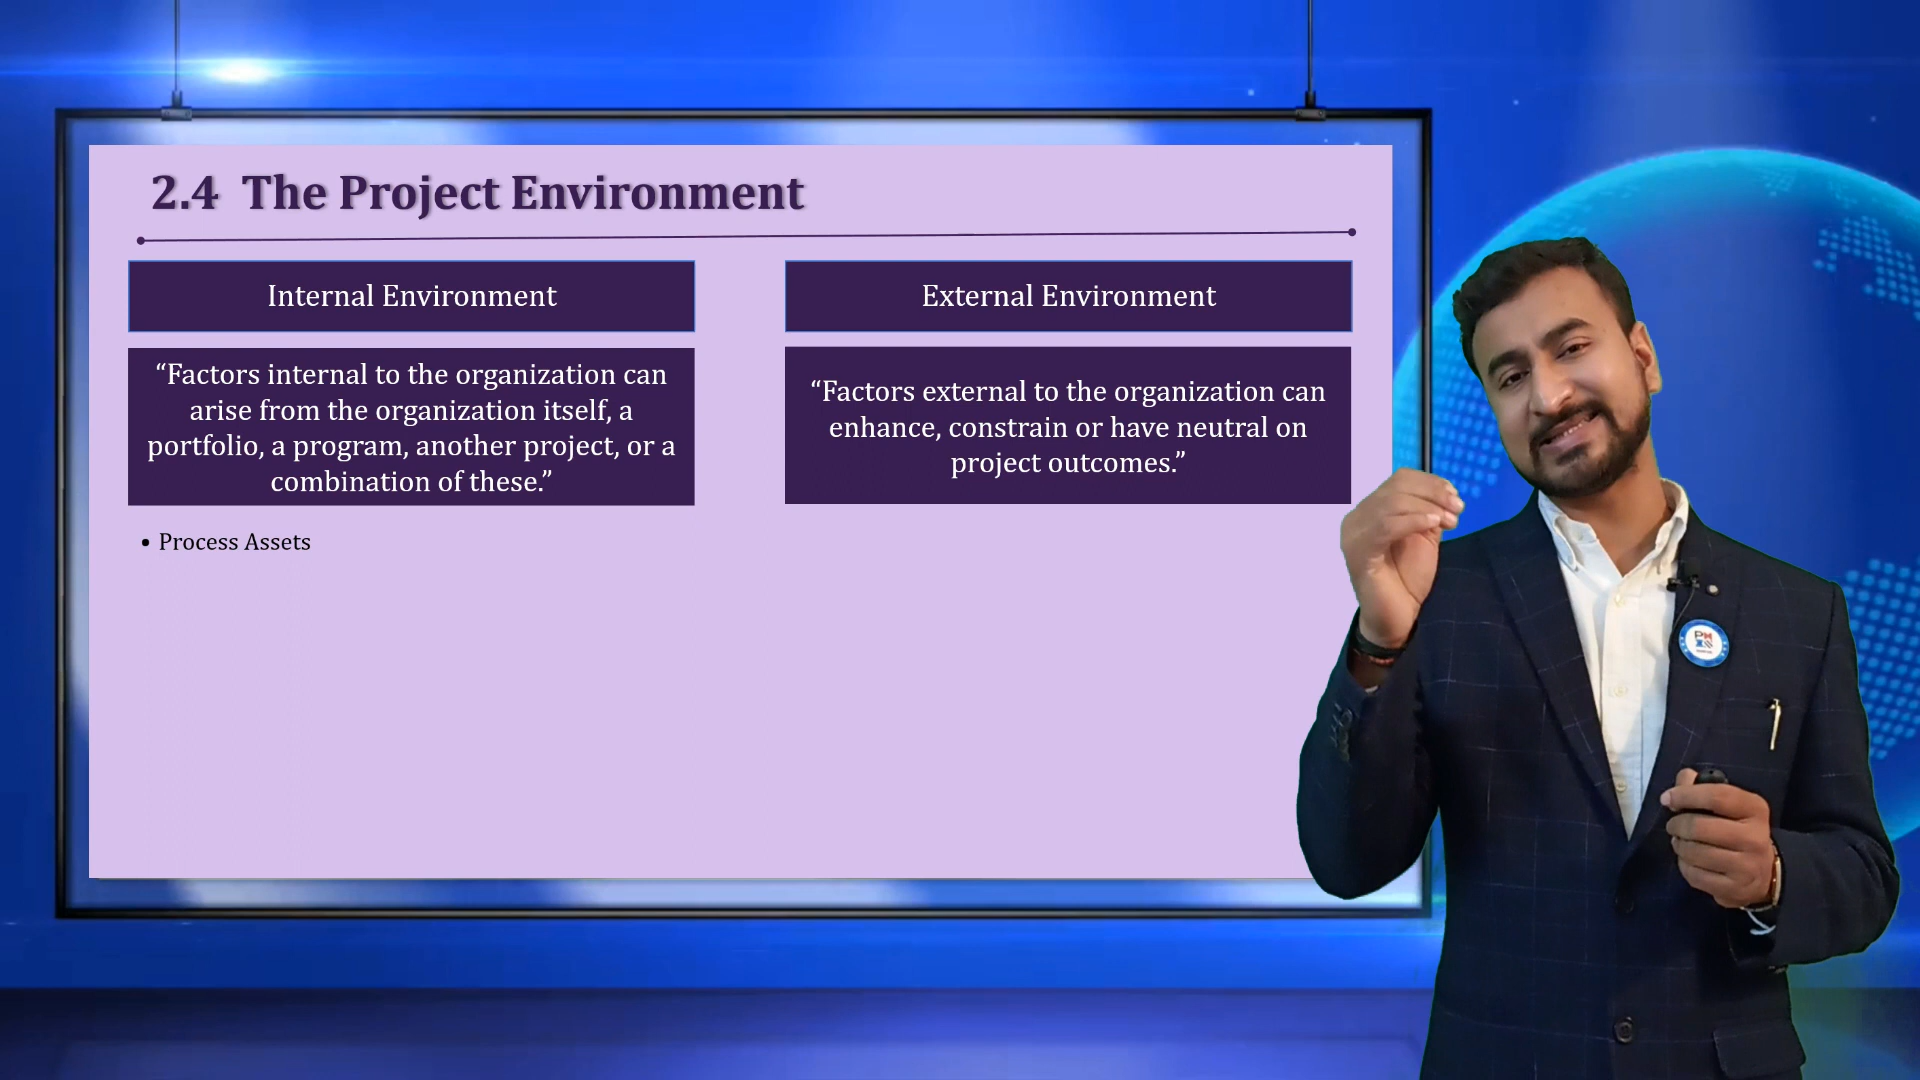 2.4 The Project Environment
Internal Environment
“Factors internal to the organization can
arise from the organization itself, a
portfolio, a program, another project, or a
combination of these.”
• Process Assets
External Environment
“Factors external to the organization can
enhance, constrain or have neutral on
project outcomes.”